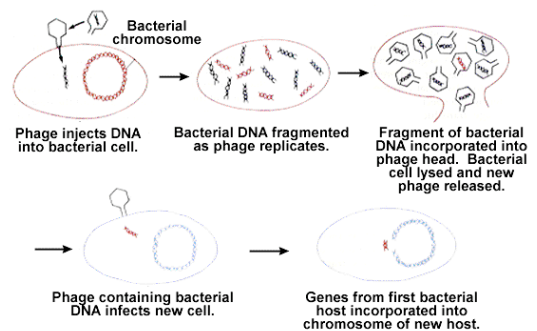 Bacterial
chromosome
Phage injects DNA
into bacterial cell.
Bacterial DNA fragmented
as phage replicates.
Fragment of bacterial
DNA incorporated into
phage head.  Bacterial
cell lysed and new
phage released.
Phage containing bacterial
DNA infects new cell.
Genes from first bacterial
host incorporated into
chromosome of new host.